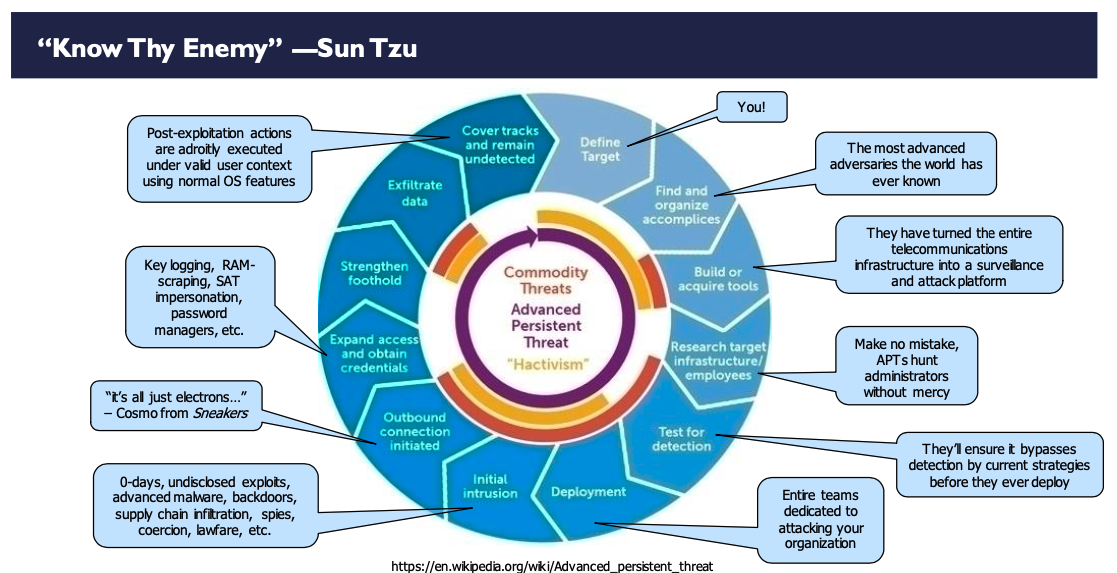 “Know Thy Enemy” —Sun Tzu
You!
Define
Target
The most advanced
adversaries the world has
ever known
Find and
organize
accomplices
They have turned the entire
telecommunications
infrastructure into a surveillance
and attack platform
Build or
acquire tools
Make no mistake,
APTs hunt
administrators
without mercy
Research target
infrastructure/
employees
They’ll ensure it bypasses
detection by current strategies
before they ever deploy
Test for
detection
Entire teams
dedicated to
attacking your
organization
Deployment
0-days, undisclosed exploits,
advanced malware, backdoors,
supply chain infiltration, spies,
coercion, lawfare, etc.
Initial
intrusion
“it’s all just electrons…”
– Cosmo from Sneakers
Outbound
connection
initiated
Key logging, RAM-
scraping, SAT
impersonation,
password
managers, etc.
Expand access
and obtain
credentials
Strengthen
foothold
Exfiltrate
data
Post-exploitation actions
are adroitly executed
under valid user context
using normal OS features
Cover tracks
and remain
undetected
Commodity
Threats
Advanced
Persistent
Threat
“Hactivism”
https://en.wikipedia.org/wiki/Advanced_persistent_threat